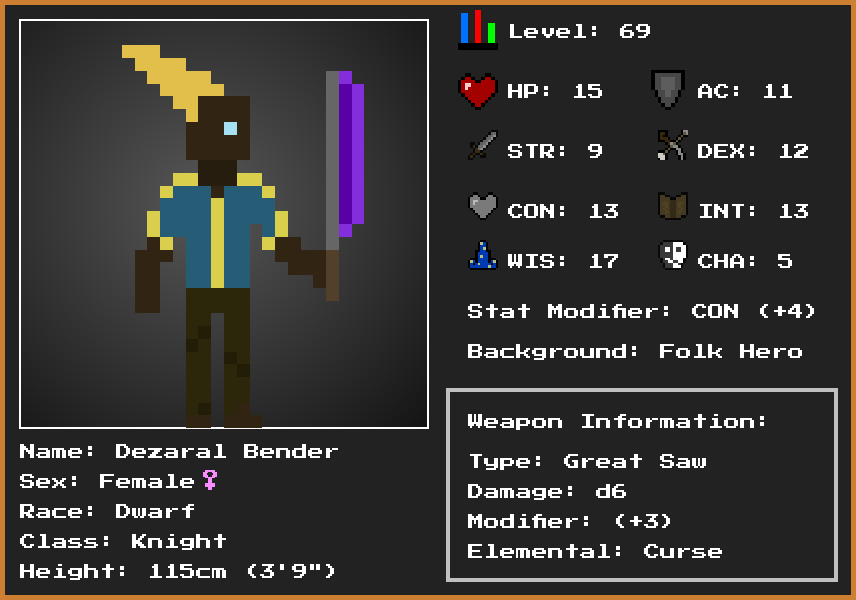 Level: 69
HP: 15
AC: 11
STR: 9
DEX: 12
CON: 13
INT: 13
WIS: 17
CHA: 5
Stat Modifier: CON (+4)
Background: Folk Hero
Weapon Information:
Type: Great Saw
Damage: d6
Modifier: (+3)
Elemental: Curse
Name: Dezaral Bender
Sex: Female♀
Race: Dwarf
Class: Knight
Height: 115cm (3'9")